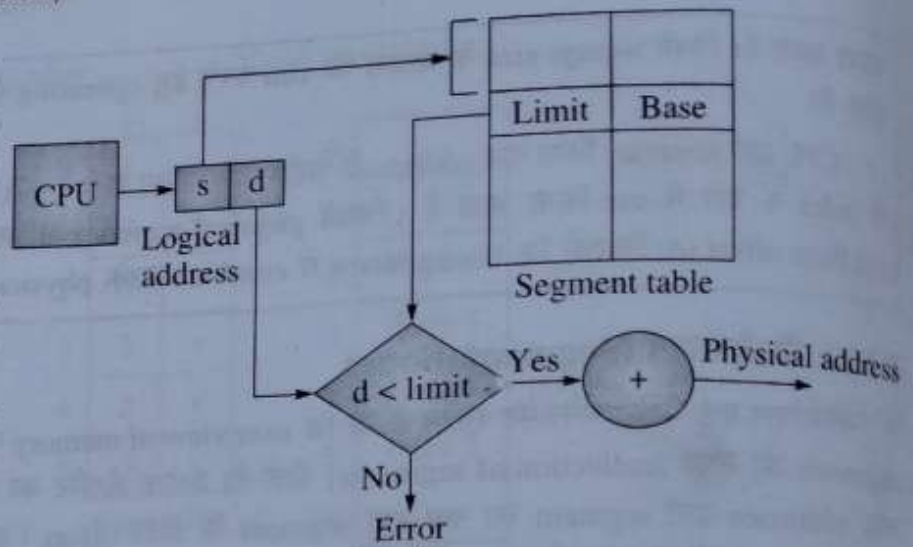 Limit Base
CPU
s d
Logical
address
Segment table
d < limit
Yes
+
Physical address
No
Error